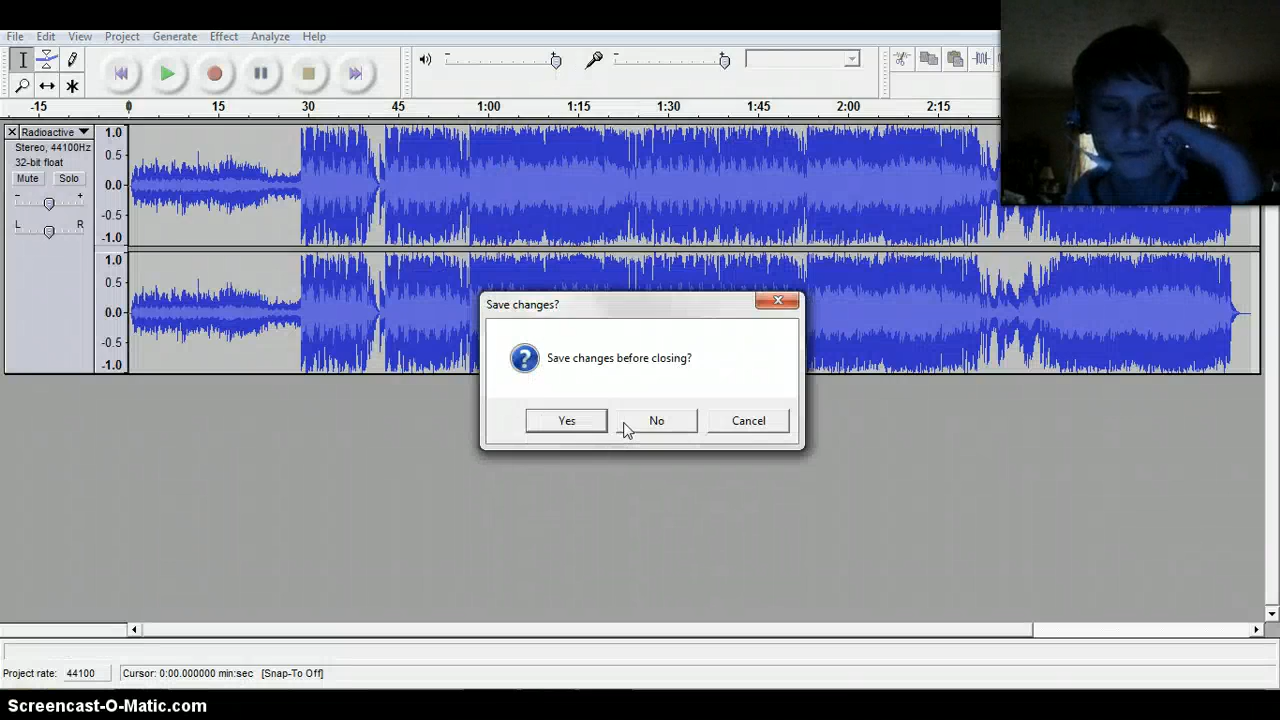 File Edit View Project Generate Effect Analyze Help
-15 0 15 30 45 1:00 1:15 1:30 1:45 2:00 2:15
Radioactive
Stereo, 44100Hz
32-bit float
Mute Solo
- +
L R
1.0
0.5
0.0
-0.5
-1.0
1.0
0.5
0.0
-0.5
-1.0
Save changes?
Save changes before closing?
Yes No Cancel
Project rate: 44100 Cursor: 0:00.000000 min:sec [Snap-To Off]
Screencast-O-Matic.com